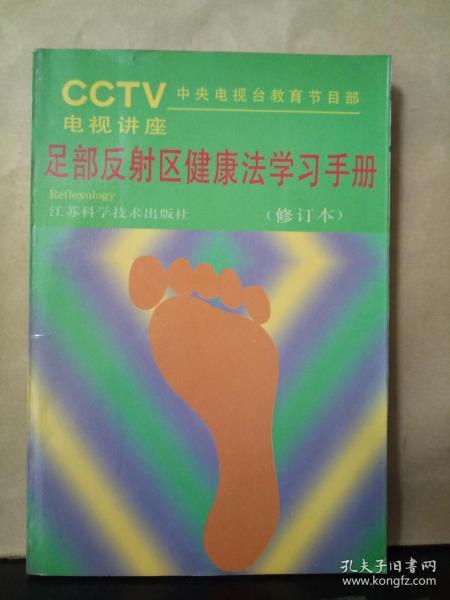 CCTV 中央电视台教育节目部
电视讲座
足部反射区健康法学习手册
Reflexology
江苏科学技术出版社 (修订本)
孔夫子旧书网
www.kongfz.com